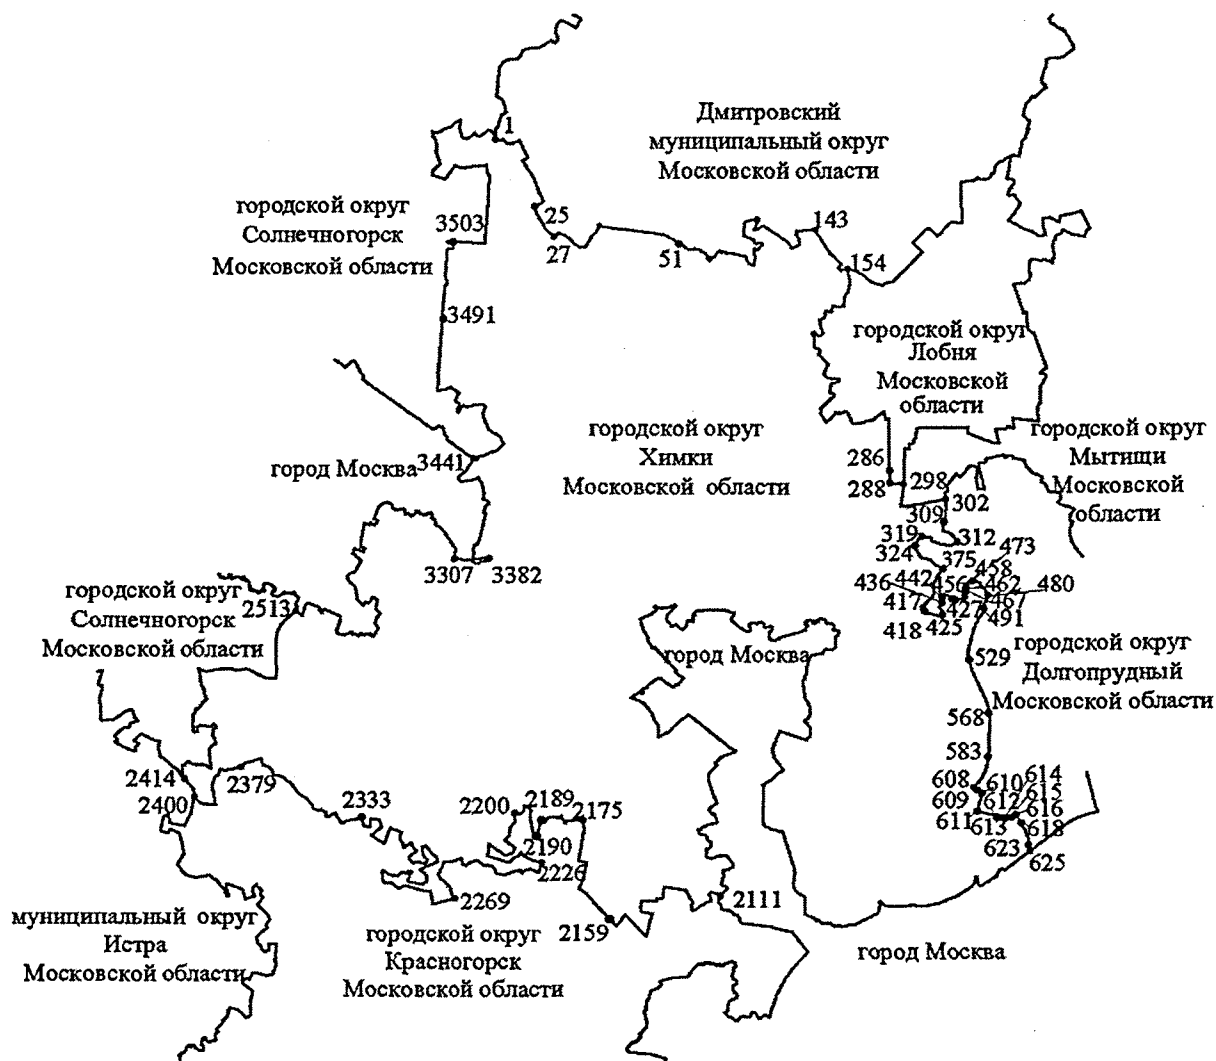 1
Дмитровский
муниципальный округ
Московской области
городской округ
Солнечногорск
Московской области
3503
25
27
51
143
154
3491
городской округ
Лобня
Московской
области
городской округ
Химки
Московской области
город Москва
3441
286
288
298
302
309
312
319
324
городской округ
Мытищи
Московской
области
3307
3382
375
473
458
442
456
462
480
436
417
427
467
418
425
491
городской округ
Солнечногорск
Московской области
2513
город Москва
529
городской округ
Долгопрудный
Московской области
568
583
608
610
614
609
612
615
611
613
616
618
623
625
2414
2400
2379
2333
2200
2189
2175
2190
2226
2269
2159
2111
муниципальный округ
Истра
Московской области
городской округ
Красногорск
Московской области
город Москва